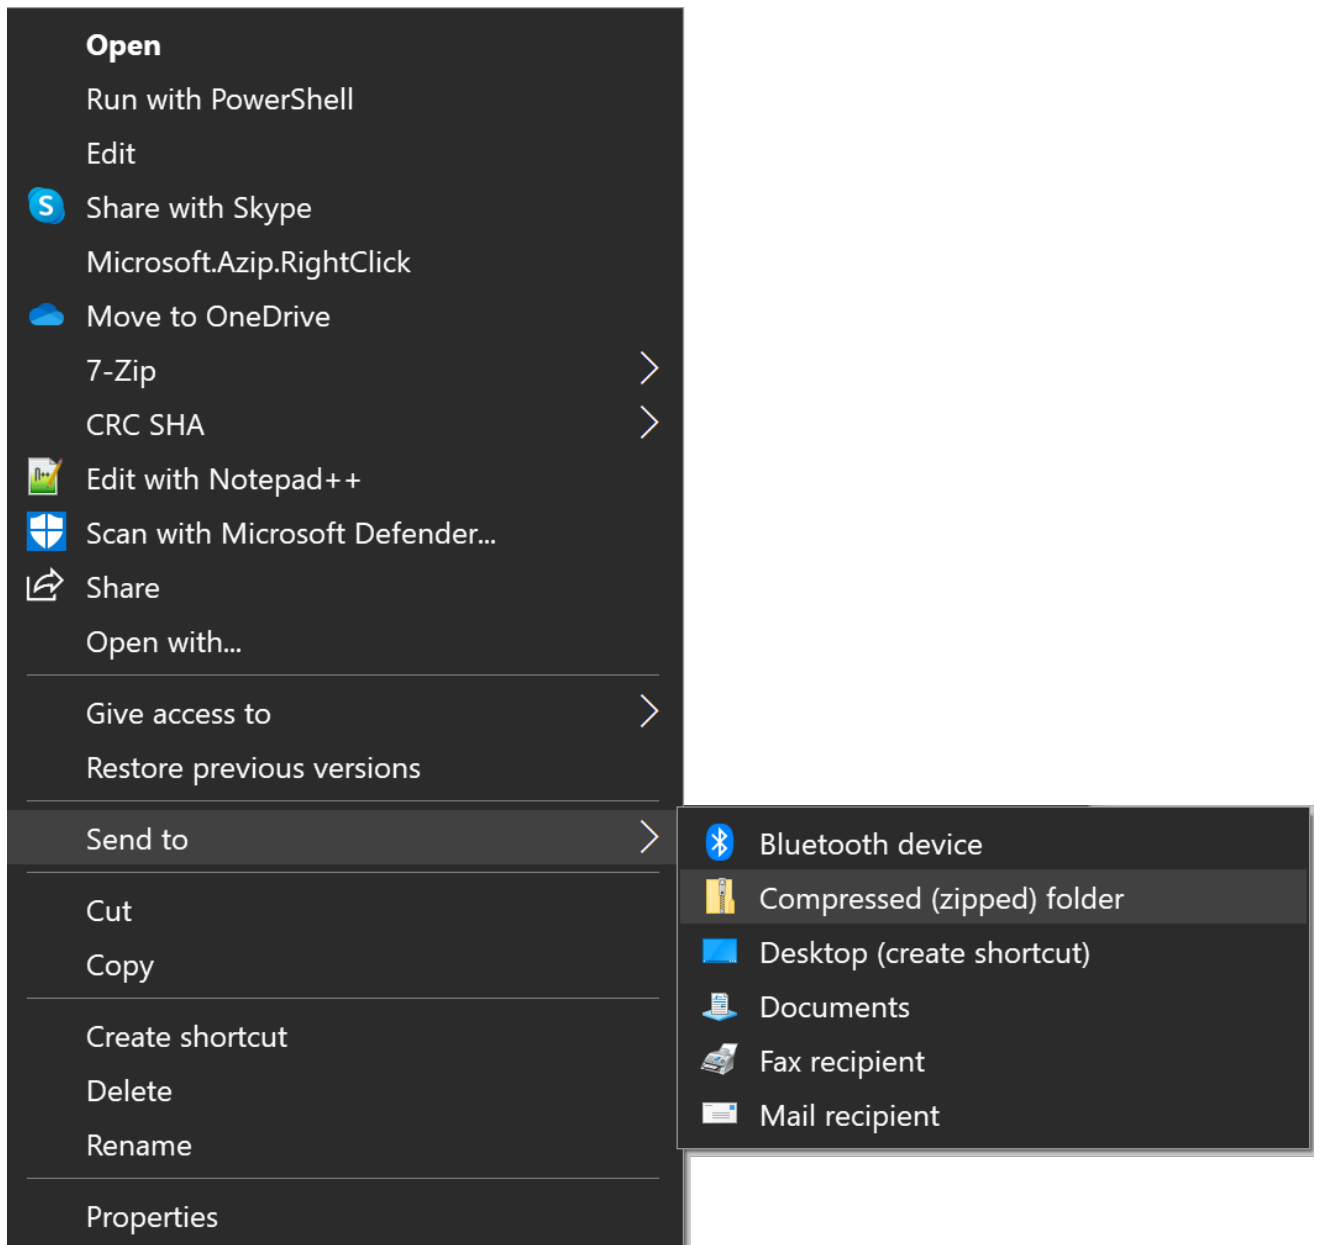 Open
Run with PowerShell
Edit
Share with Skype
Microsoft.Azip.RightClick
Move to OneDrive
7-Zip
CRC SHA
Edit with Notepad++
Scan with Microsoft Defender...
Share
Open with...
Give access to
Restore previous versions
Send to
Bluetooth device
Compressed (zipped) folder
Desktop (create shortcut)
Documents
Fax recipient
Mail recipient
Cut
Copy
Create shortcut
Delete
Rename
Properties